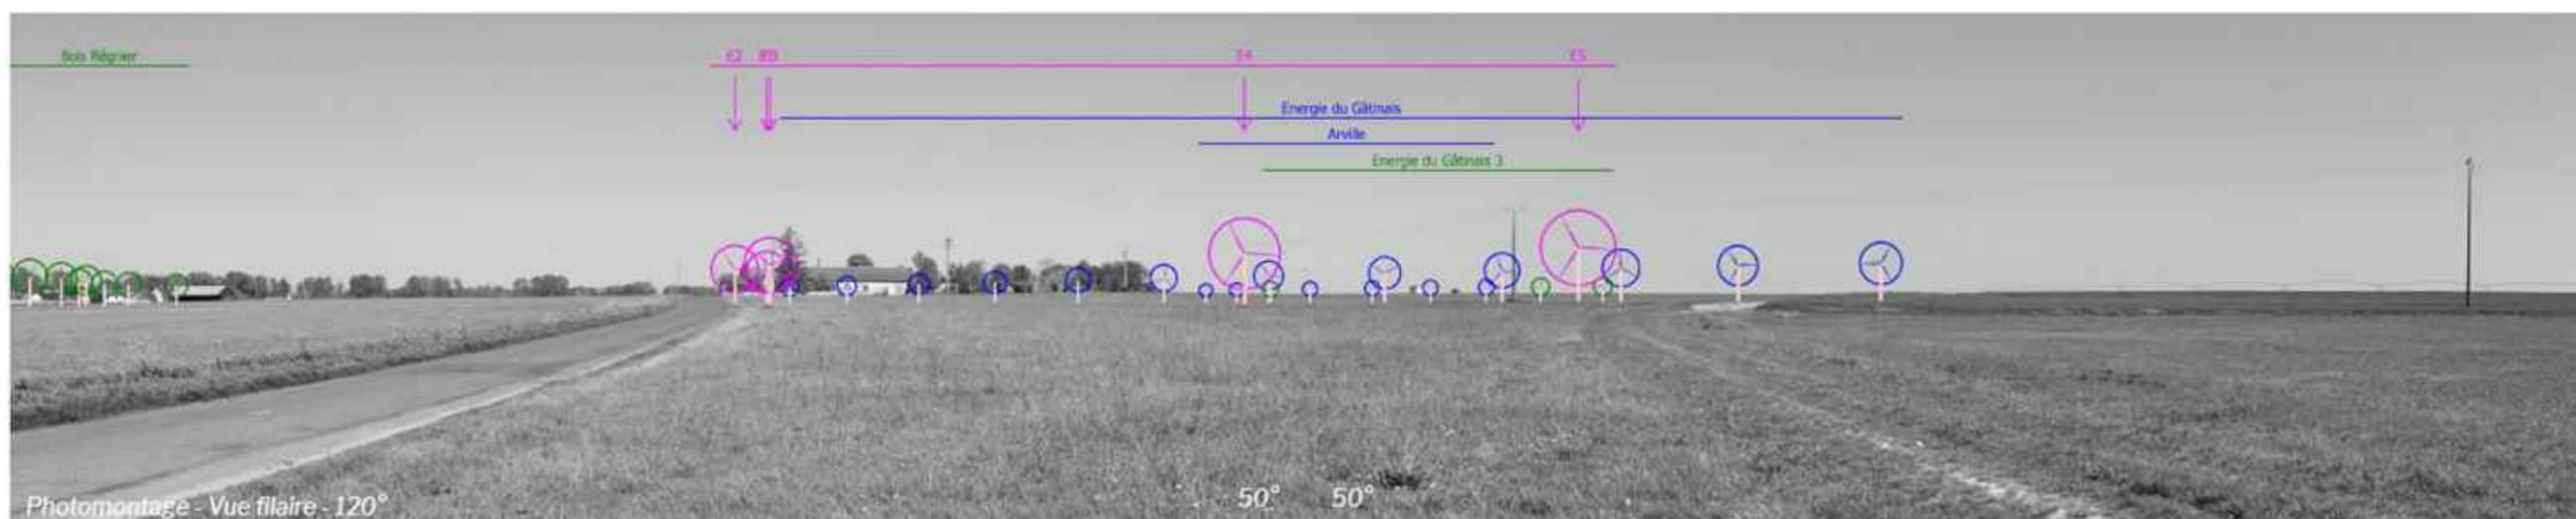 Bois Régnier
E2
E4
E5
Energie du Gâtinais
Arville
Energie du Gâtinais 3
Photomontage - Vue filaire - 120°
50° 50°